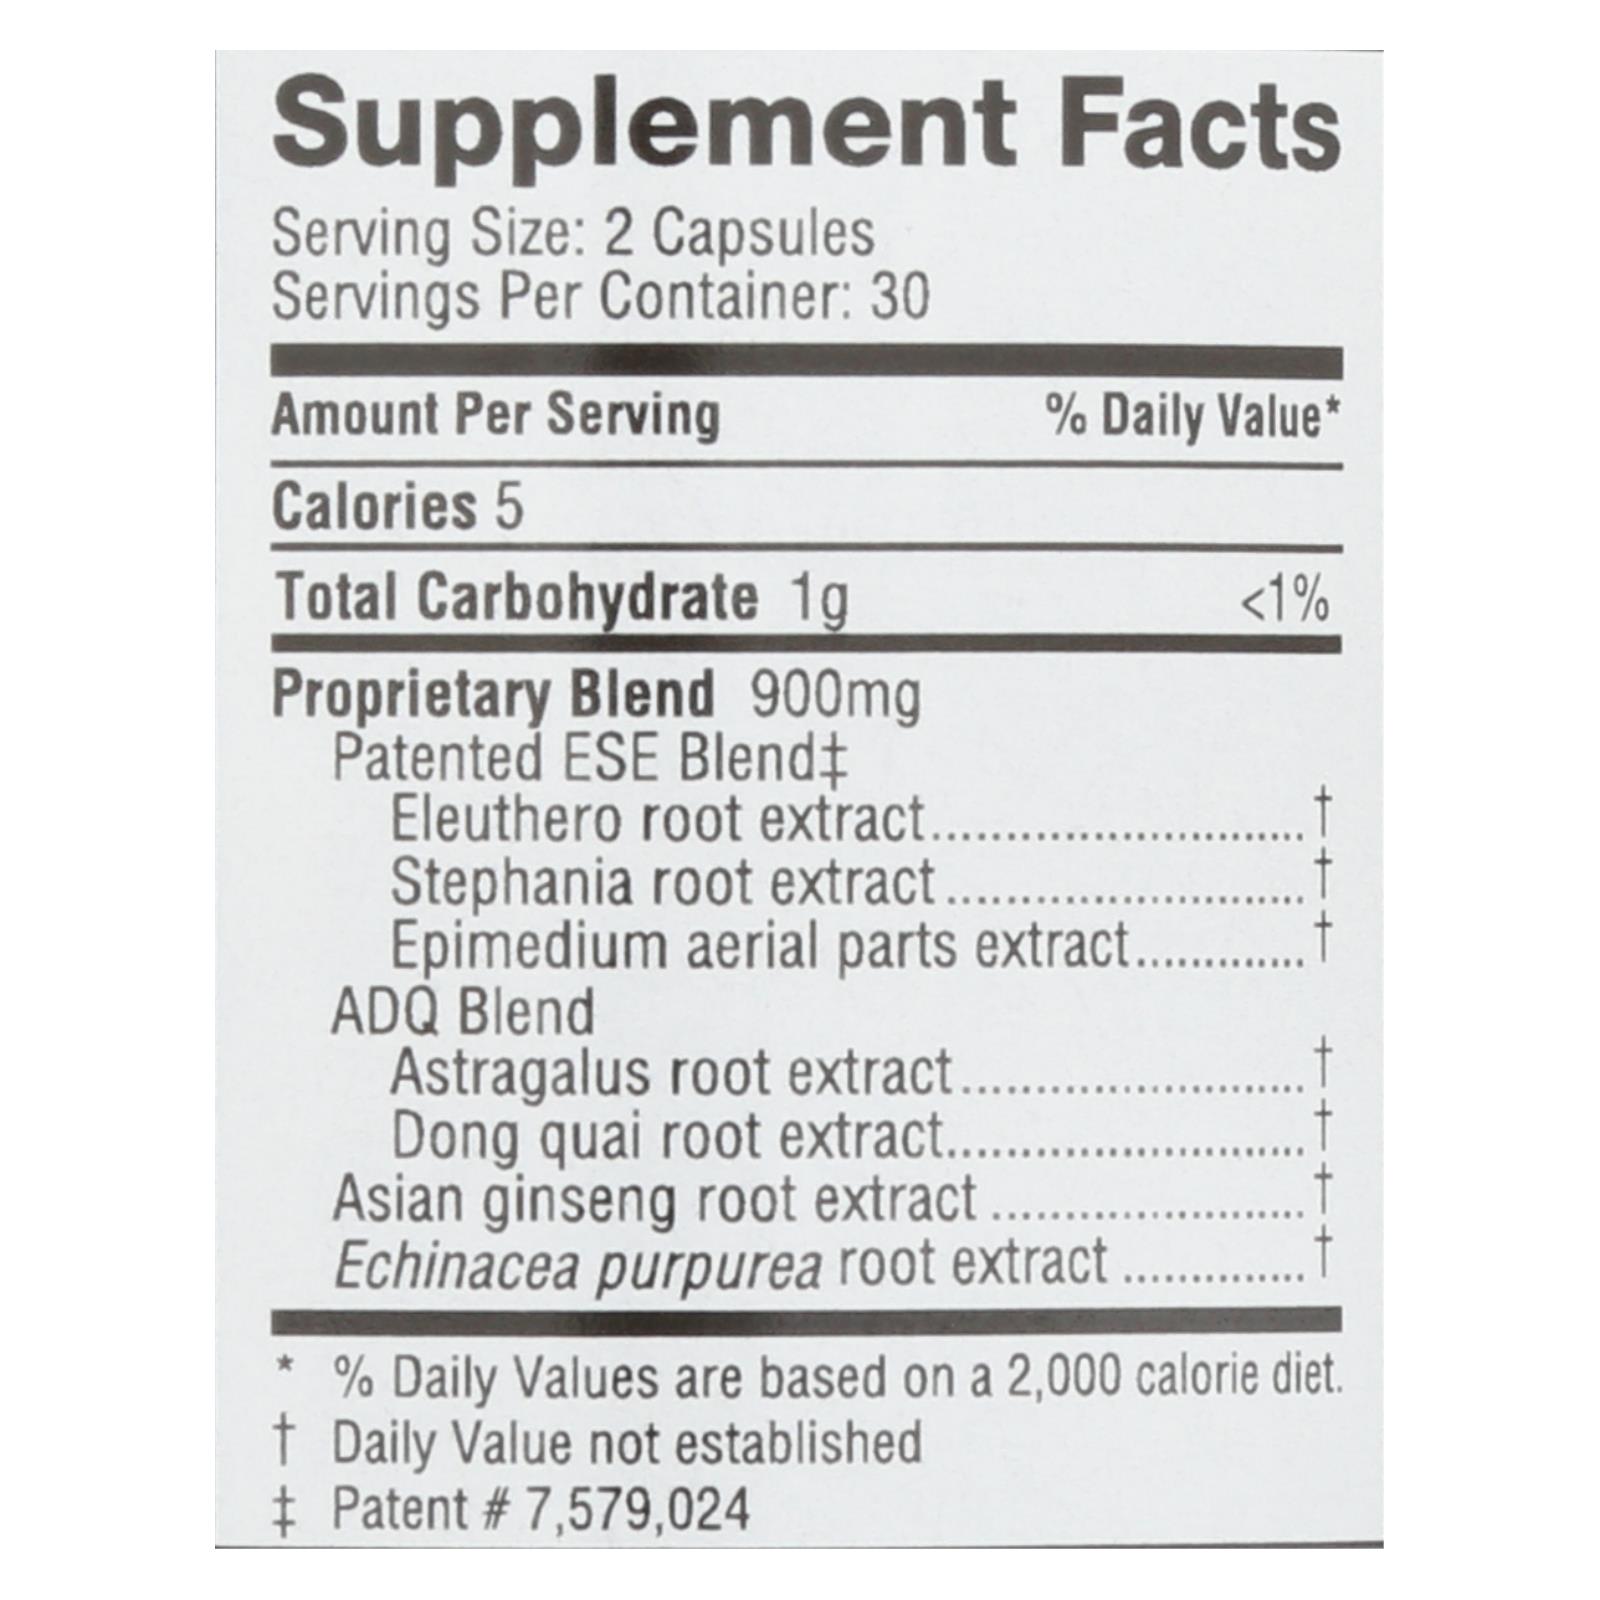 Supplement Facts
Serving Size: 2 Capsules
Servings Per Container: 30
Amount Per Serving % Daily Value*
Calories 5
Total Carbohydrate 1g <1%
Proprietary Blend 900mg
Patented ESE Blend‡
Eleuthero root extract........................... †
Stephania root extract.......................... †
Epimedium aerial parts extract............. †
ADQ Blend
Astragalus root extract......................... †
Dong quai root extract.......................... †
Asian ginseng root extract ....................... †
Echinacea purpurea root extract .............. †
* % Daily Values are based on a 2,000 calorie diet.
† Daily Value not established
‡ Patent # 7,579,024